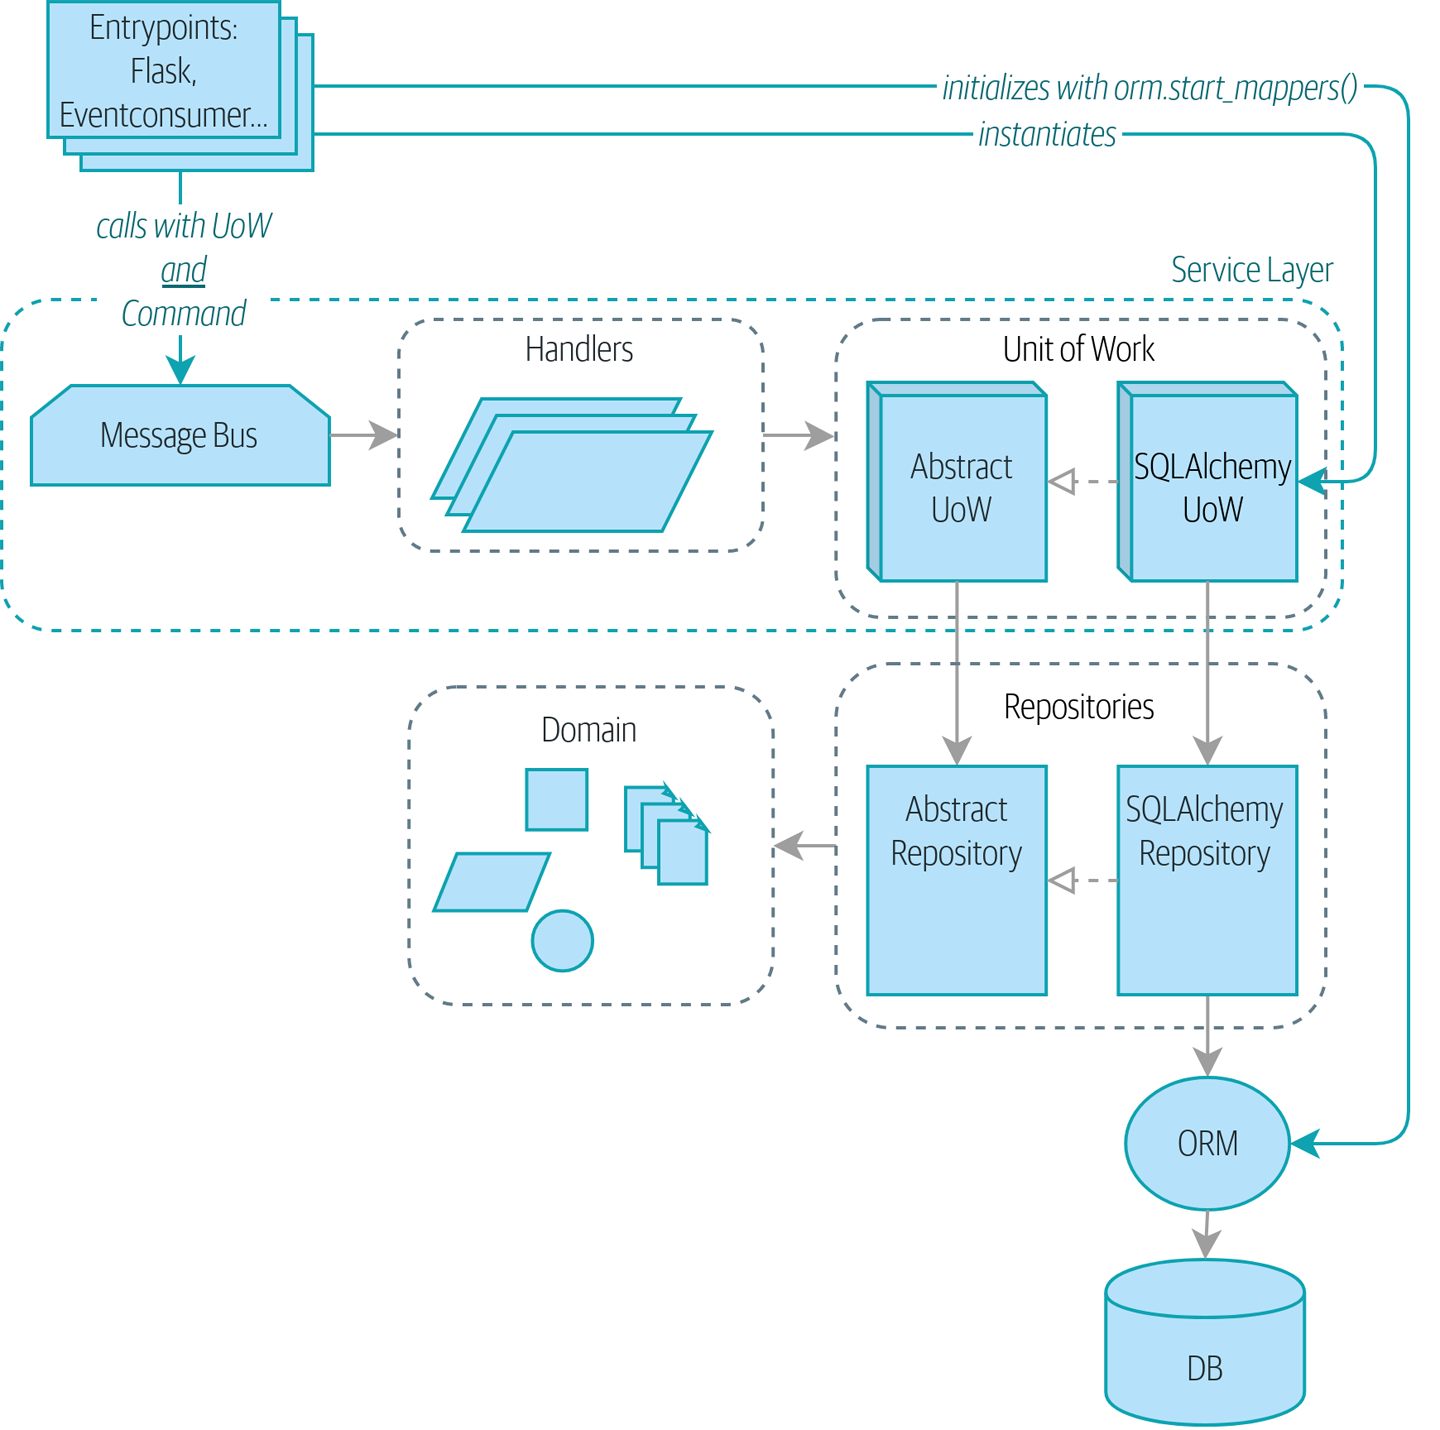 Entrypoints:
Flask,
Eventconsumer...
initializes with orm.start_mappers()
instantiates
calls with UoW
and
Command
Service Layer
Handlers
Unit of Work
Message Bus
Abstract
UoW
SQLAlchemy
UoW
Domain
Repositories
Abstract
Repository
SQLAlchemy
Repository
ORM
DB